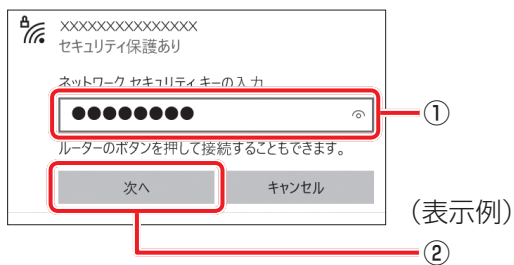 XXXXXXXXXXXXXXX
セキュリティ保護あり
ネットワーク セキュリティ キーの入力
●●●●●●●●
①
ルーターのボタンを押して接続することもできます。
次へ キャンセル
(表示例)
②